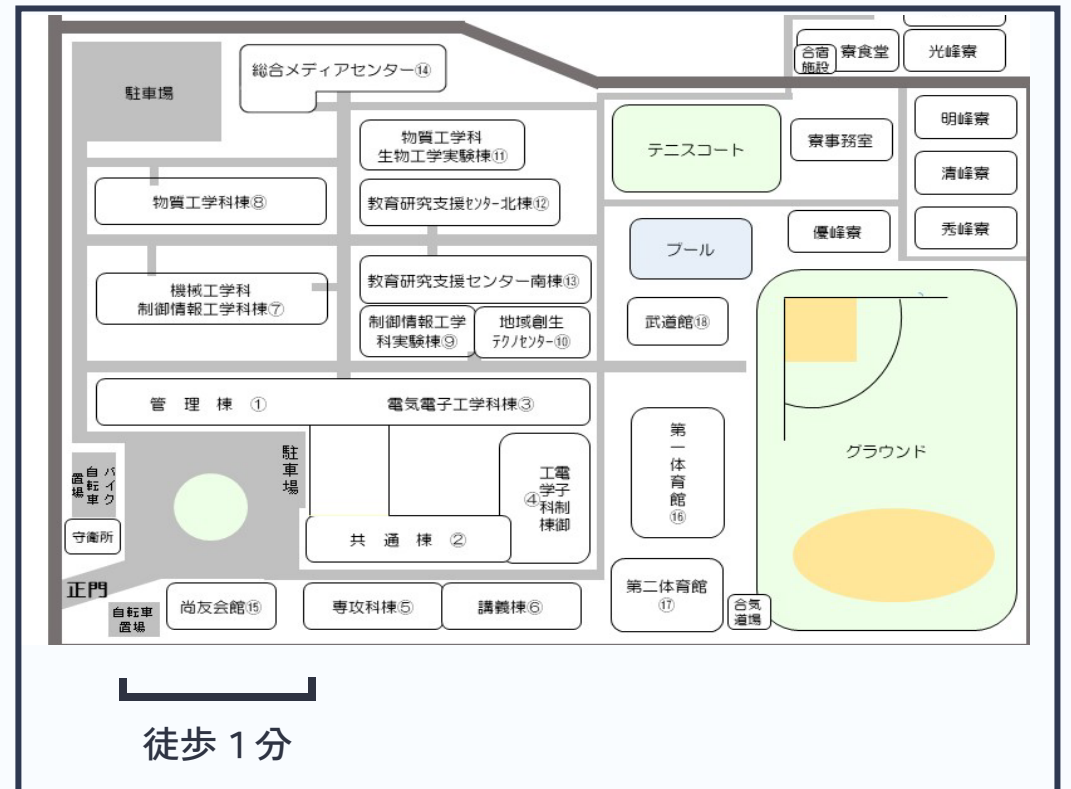 合宿
施設
寮食堂
光峰寮
総合メディアセンター⑭
駐車場
明峰寮
物質工学科
生物工学実験棟⑪
テニスコート
寮事務室
清峰寮
物質工学科棟⑧
教育研究支援ｾﾝﾀｰ北棟⑫
秀峰寮
優峰寮
プール
教育研究支援センター南棟⑬
機械工学科
制御情報工学科棟⑦
制御情報工学
科実験棟⑨
地域創生
ﾃｸﾉｾﾝﾀｰ⑩
武道館⑱
管 理 棟 ①
電気電子工学科棟③
グラウンド
第一体育館⑯
駐車場
バイク
自転車
置場
電子制御
工学科棟
④
守衛所
共 通 棟 ②
正門
第二体育館
⑰
自転車
置場
尚友会館⑮
専攻科棟⑤
講義棟⑥
合気
道場
徒歩１分